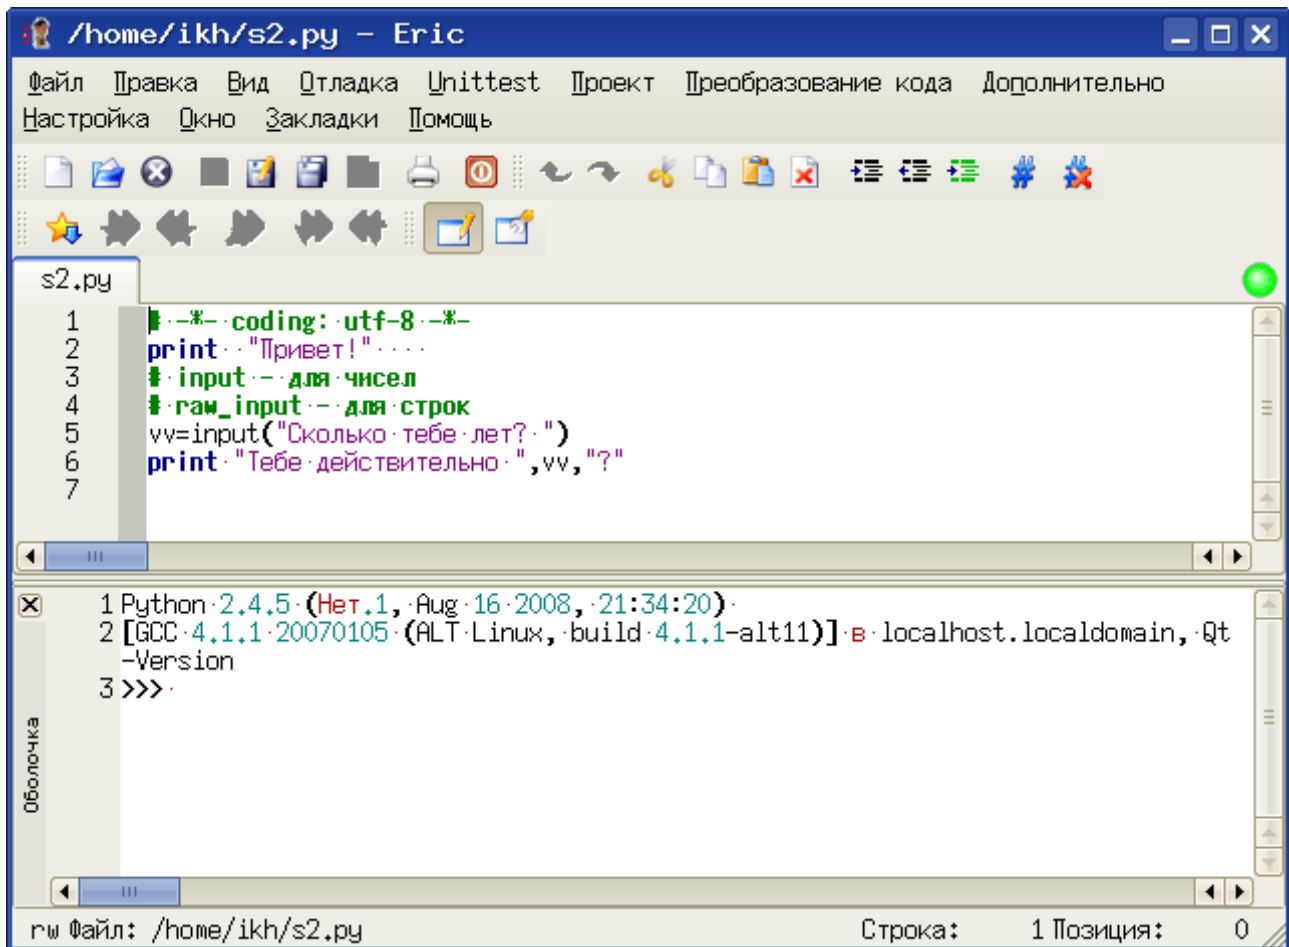 /home/ikh/s2.py - Eric
Файл Правка Вид Отладка Unittest Проект Преобразование кода Дополнительно
Настройка Окно Закладки Помощь
s2.py
1 # -*- coding: utf-8 -*-
2 print "Привет!"
3 # input - для чисел
4 # raw_input - для строк
5 vv=input("Сколько тебе лет? ")
6 print "Тебе действительно ",vv,"?"
7
Оболочка
1 Python 2.4.5 (Нет.1, Aug 16 2008, 21:34:20)
2 [GCC 4.1.1 20070105 (ALT Linux, build 4.1.1-alt11)] в localhost.localdomain, Qt
-Version
3 >>>
rw Файл: /home/ikh/s2.py Строка: 1 Позиция: 0